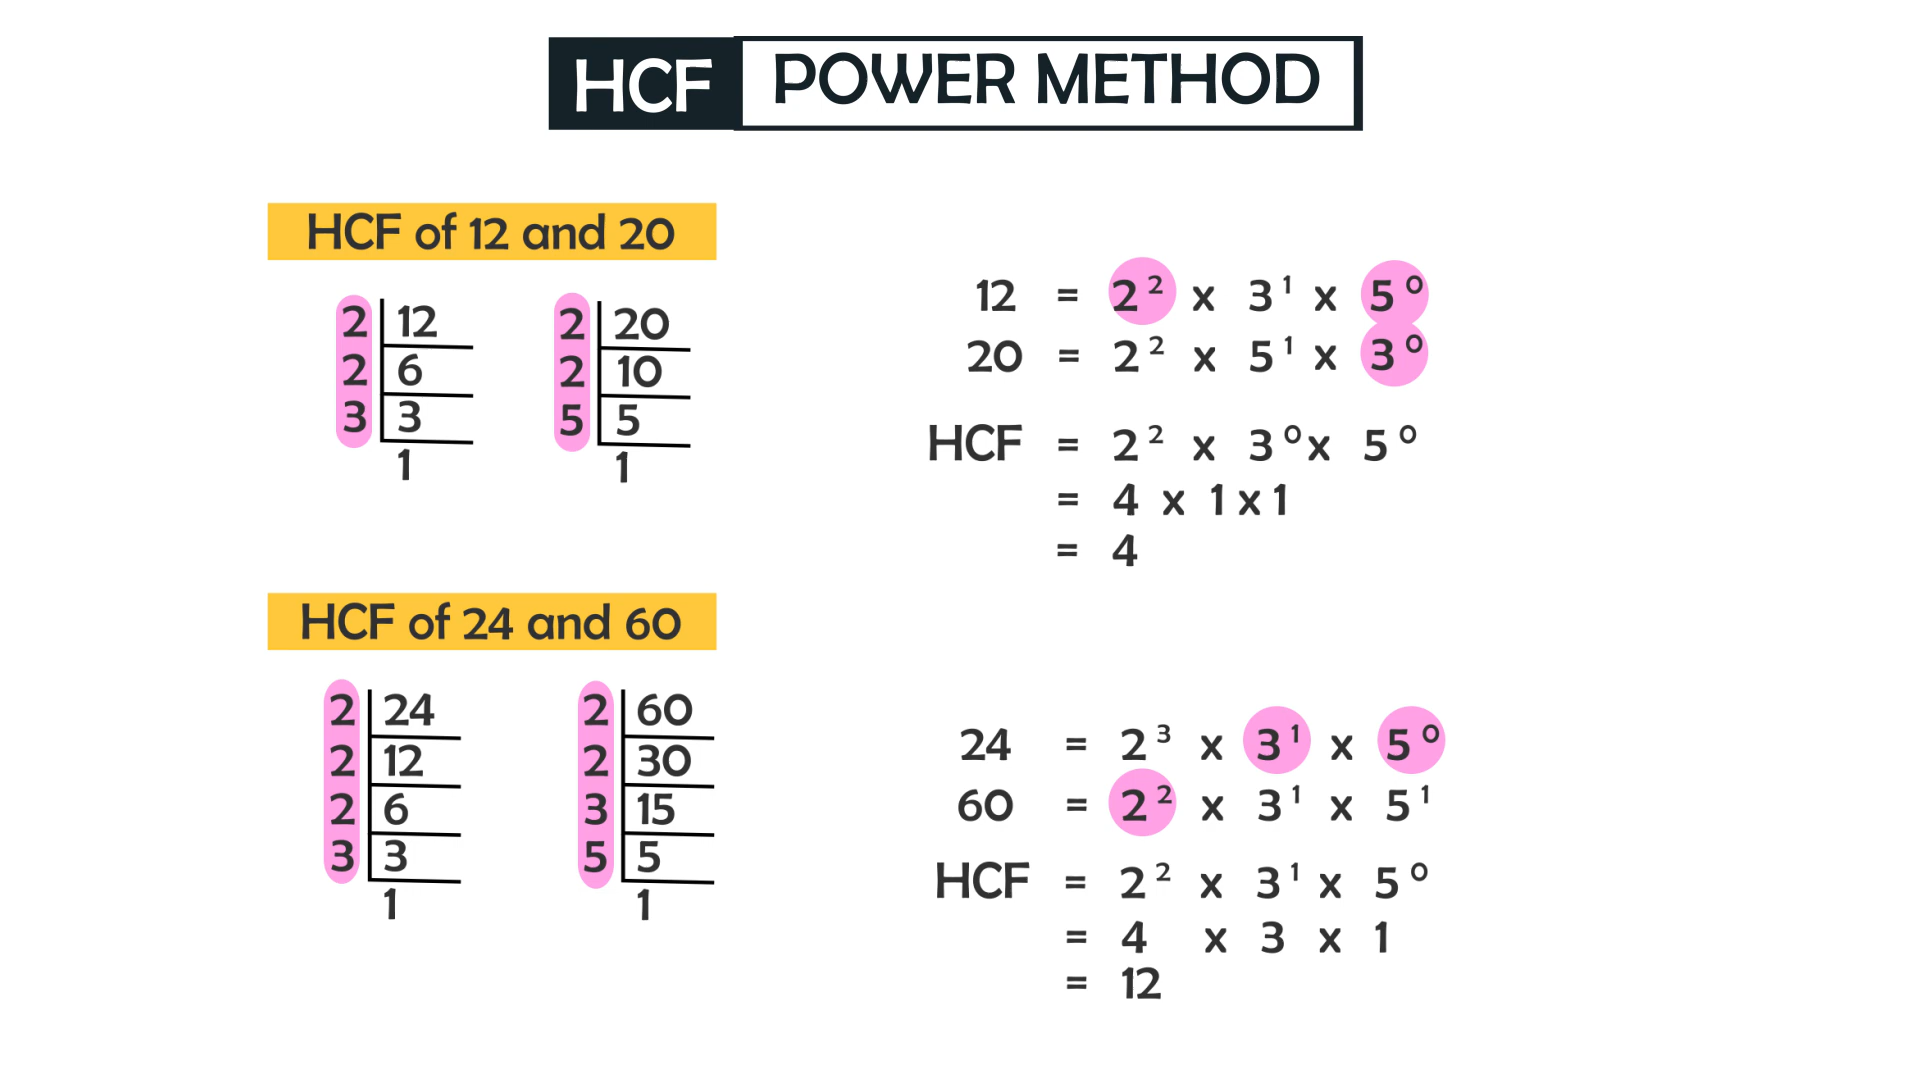 HCF POWER METHOD
HCF of 12 and 20
2 12
2 6
3 3
1
2 20
2 10
5 5
1
12 = 2² x 3¹ x 5⁰
20 = 2² x 5¹ x 3⁰
HCF = 2² x 3⁰ x 5⁰
= 4 x 1 x 1
= 4
HCF of 24 and 60
2 24
2 12
2 6
3 3
1
2 60
2 30
3 15
5 5
1
24 = 2³ x 3¹ x 5⁰
60 = 2² x 3¹ x 5¹
HCF = 2² x 3¹ x 5⁰
= 4 x 3 x 1
= 12